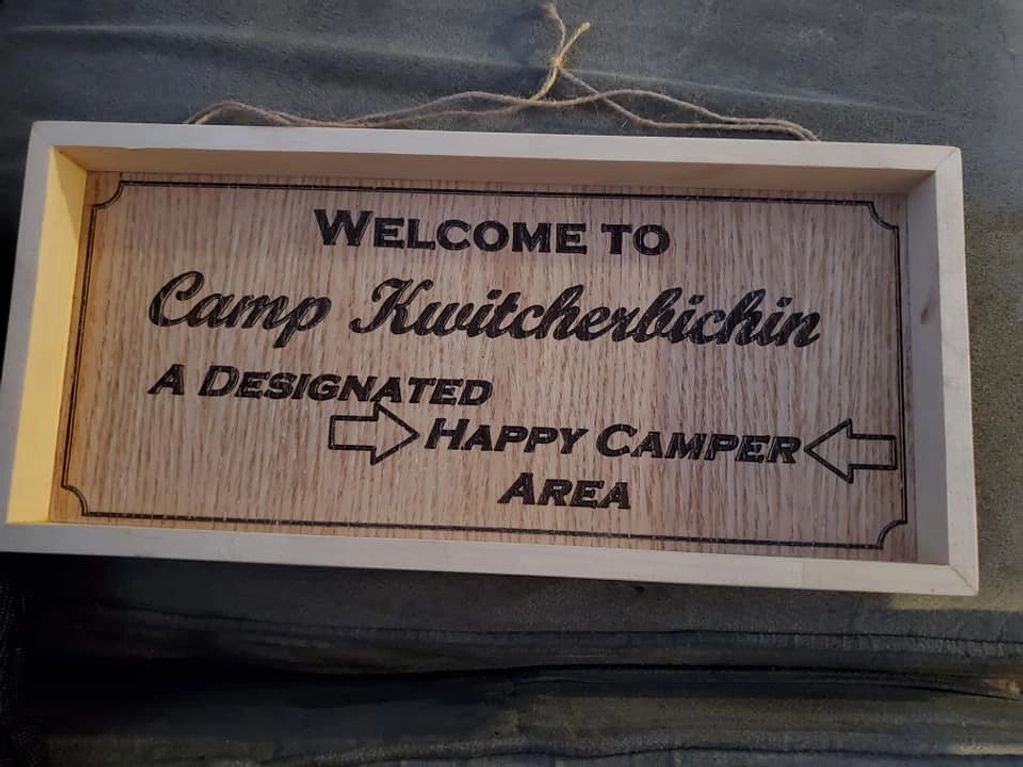 WELCOME TO
Camp Kwitcherbichin
A DESIGNATED
HAPPY CAMPER
AREA